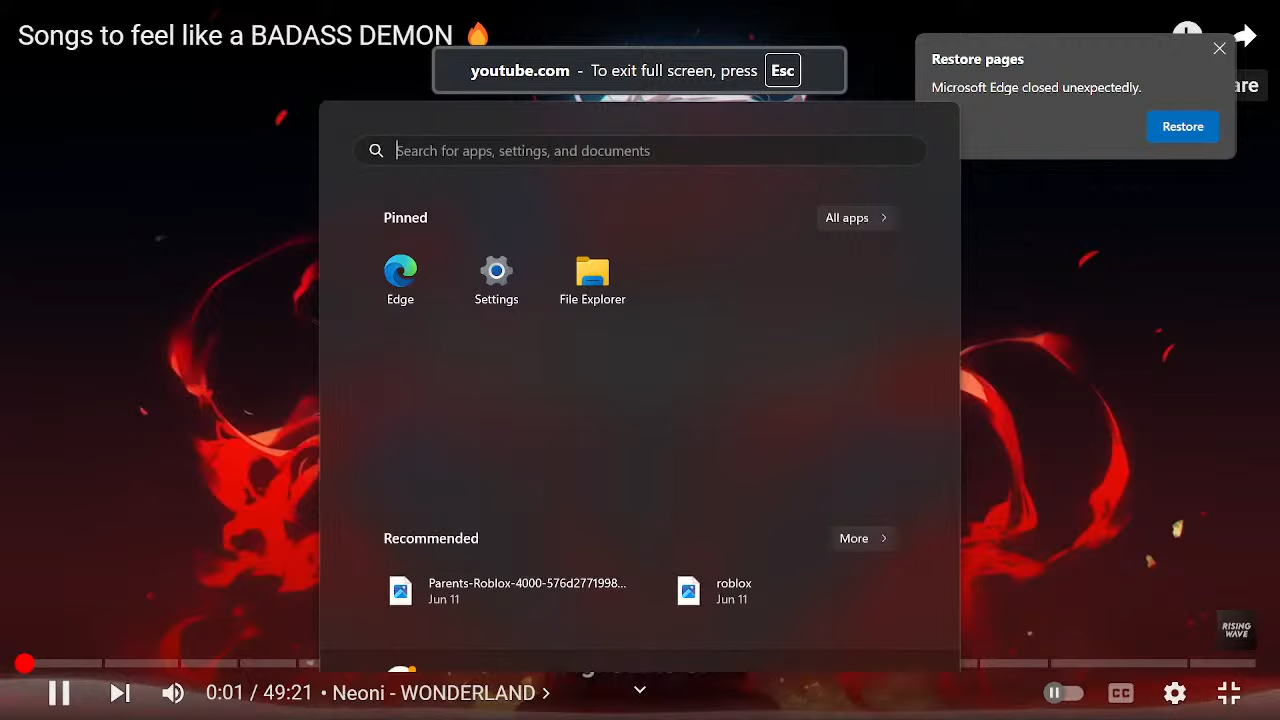 Songs to feel like a BADASS DEMON 🔥
youtube.com - To exit full screen, press Esc
Restore pages
Microsoft Edge closed unexpectedly.
are
Restore
Search for apps, settings, and documents
Pinned
All apps
Edge
Settings
File Explorer
Recommended
More
Parents-Roblox-4000-576d2771998...
Jun 11
roblox
Jun 11
RISING
WAVE
0:01 / 49:21 • Neoni - WONDERLAND
CC